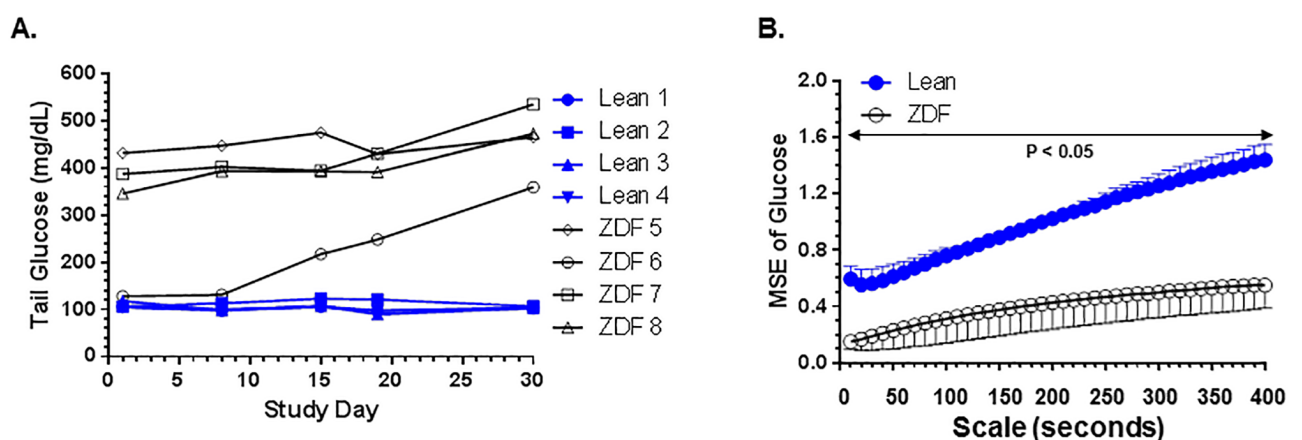 A.
600
500
400
300
200
100
0
Tail Glucose (mg/dL)
0 5 10 15 20 25 30
Study Day
Lean 1
Lean 2
Lean 3
Lean 4
ZDF 5
ZDF 6
ZDF 7
ZDF 8
B.
2.0
1.6
1.2
0.8
0.4
0.0
MSE of Glucose
Lean
ZDF
P < 0.05
0 50 100 150 200 250 300 350 400
Scale (seconds)